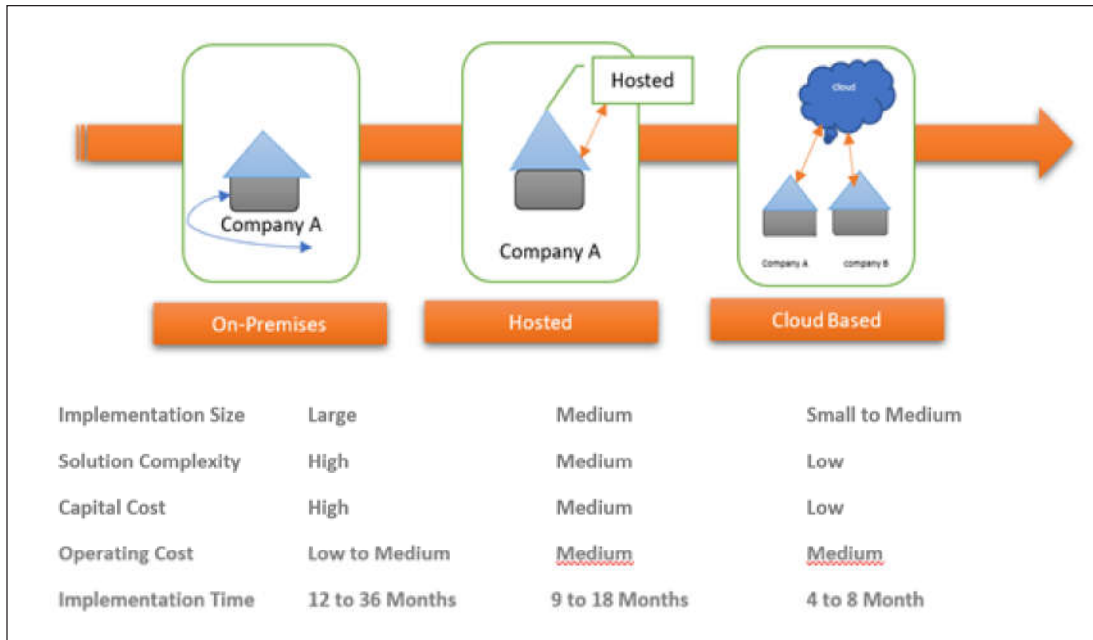 Hosted
Cloud
Company A
Company A
Company A company B
On-Premises Hosted Cloud Based
Implementation Size Large Medium Small to Medium
Solution Complexity High Medium Low
Capital Cost High Medium Low
Operating Cost Low to Medium Medium Medium
Implementation Time 12 to 36 Months 9 to 18 Months 4 to 8 Month